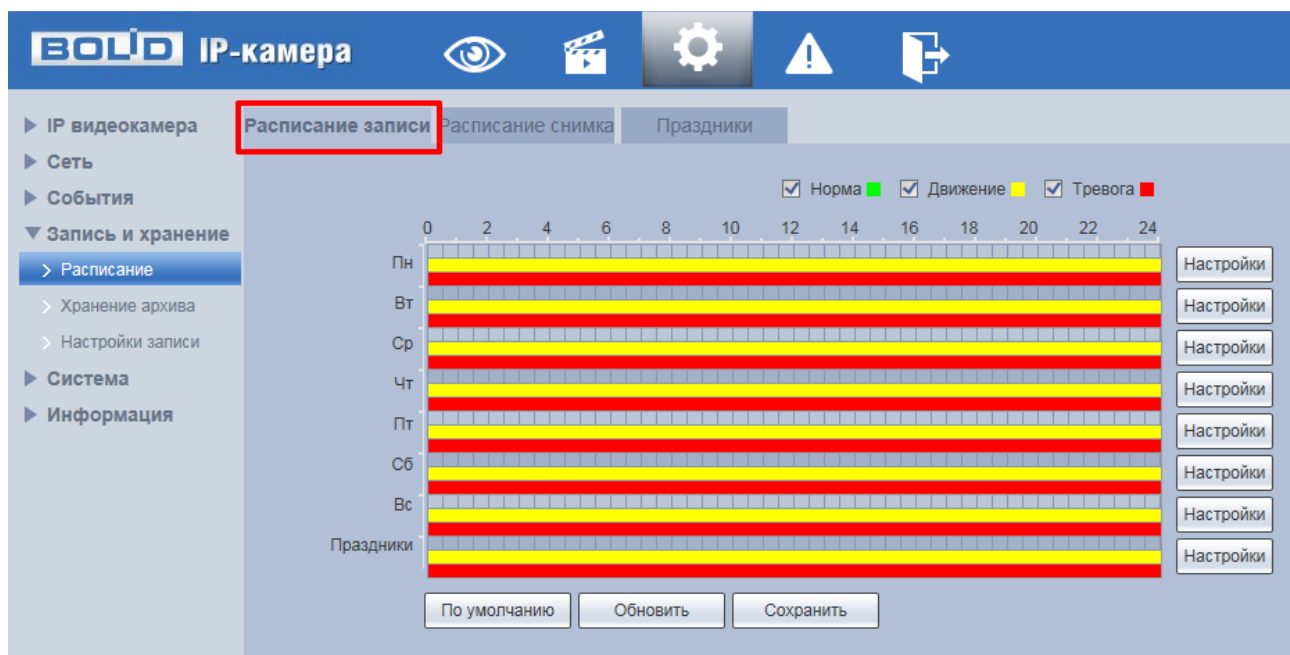 BOLID IP-камера
IP видеокамера
Сеть
События
Запись и хранение
Расписание
Хранение архива
Настройки записи
Система
Информация
Расписание записи Расписание снимка Праздники
Норма Движение Тревога
0 2 4 6 8 10 12 14 16 18 20 22 24
Пн Настройки
Вт Настройки
Ср Настройки
Чт Настройки
Пт Настройки
Сб Настройки
Вс Настройки
Праздники Настройки
По умолчанию Обновить Сохранить